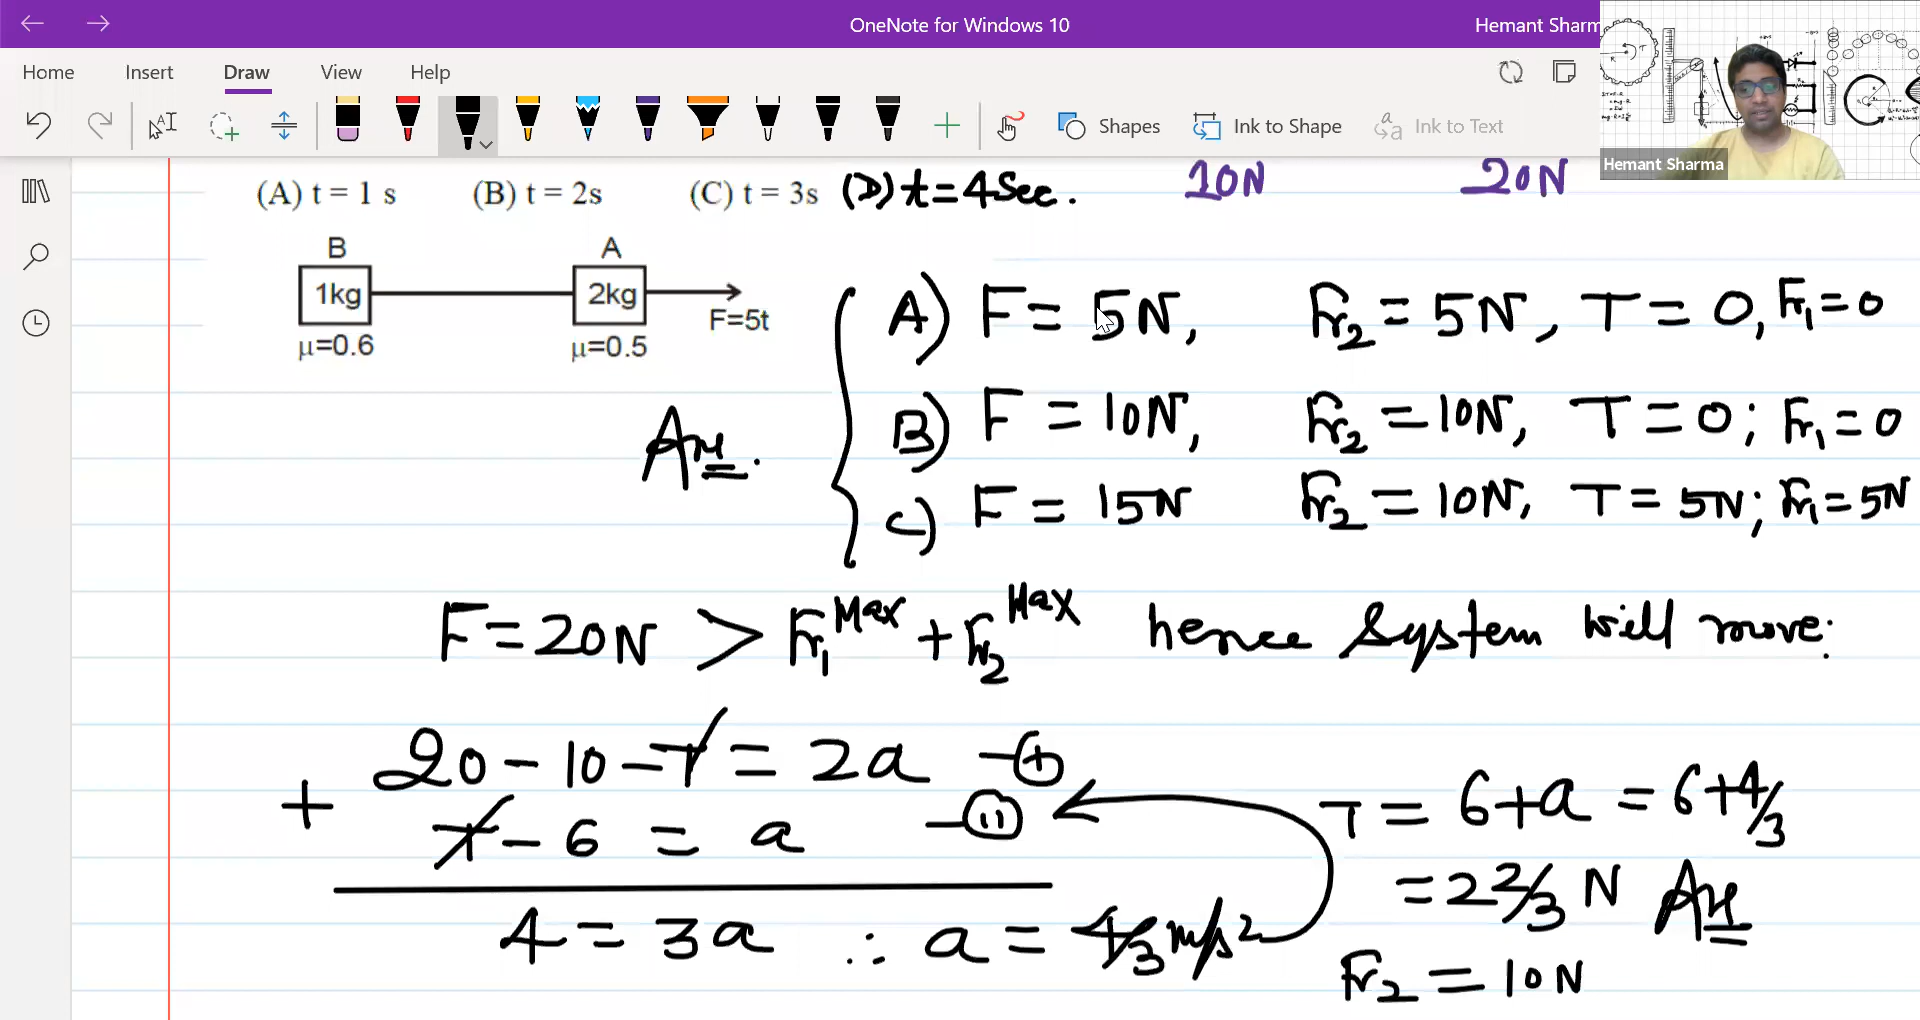 OneNote for Windows 10
Hemant Sharm
Home Insert Draw View Help
Shapes Ink to Shape Ink to Text
Hemant Sharma
(A) t = 1 s (B) t = 2s (C) t = 3s (D) t = 4 Sec.
10N 20N
B A
1kg 2kg
F=5t
μ=0.6 μ=0.5
A) F = 5N, Fr2 = 5N, T = 0, Fr1 = 0
B) F = 10N, Fr2 = 10N, T = 0; Fr1 = 0
Ans.
C) F = 15N Fr2 = 10N, T = 5N; Fr1 = 5N
F = 20N > Fr1^Max + Fr2^Max hence System will move.
20 - 10 - T = 2a - (i)
+ T - 6 = a - (ii)
T = 6 + a = 6 + 4/3
= 22/3 N Ans
4 = 3a ∴ a = 4/3 m/s2
Fr2 = 10N